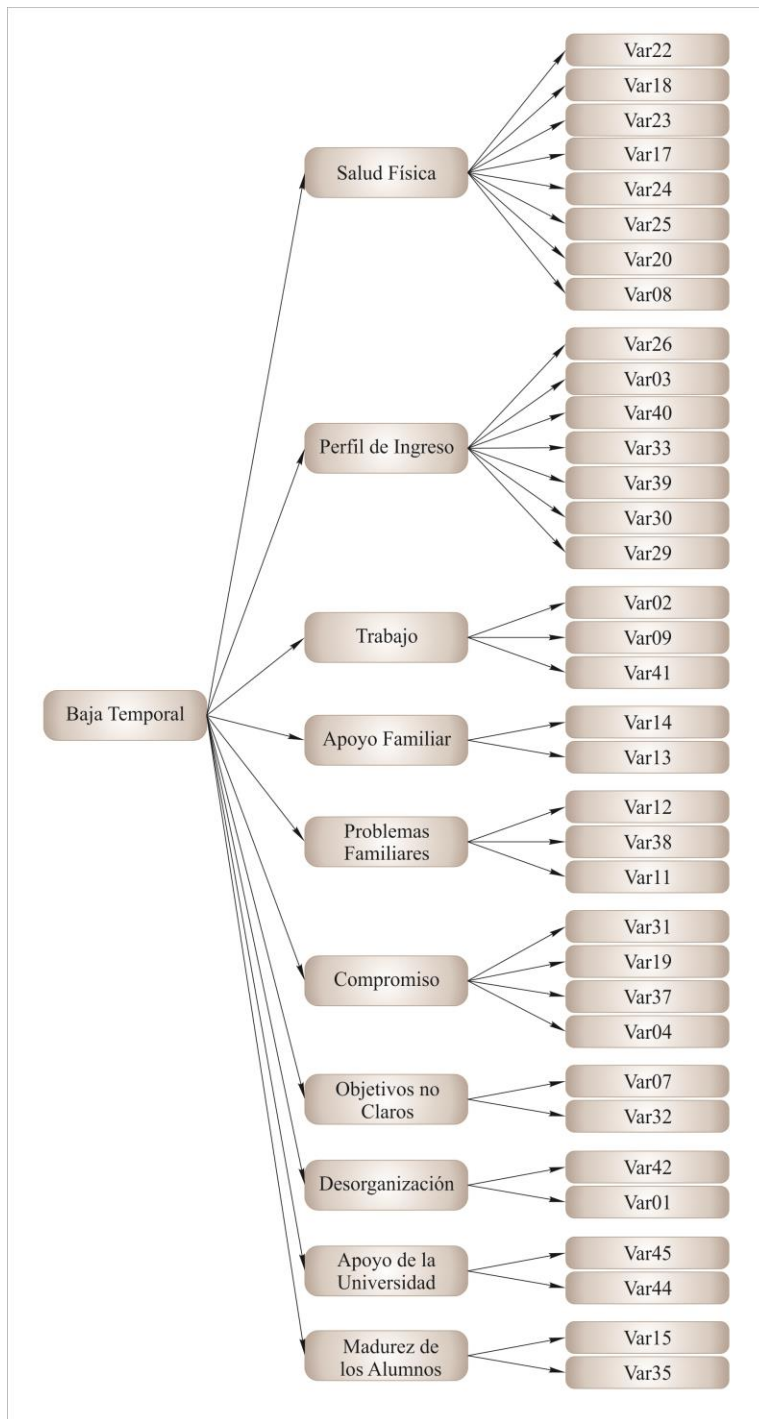 Baja Temporal
Salud Física
Var22
Var18
Var23
Var17
Var24
Var25
Var20
Var08
Perfil de Ingreso
Var26
Var03
Var40
Var33
Var39
Var30
Var29
Trabajo
Var02
Var09
Var41
Apoyo Familiar
Var14
Var13
Problemas
Familiares
Var12
Var38
Var11
Compromiso
Var31
Var19
Var37
Var04
Objetivos no
Claros
Var07
Var32
Desorganización
Var42
Var01
Apoyo de la
Universidad
Var45
Var44
Madurez de
los Alumnos
Var15
Var35